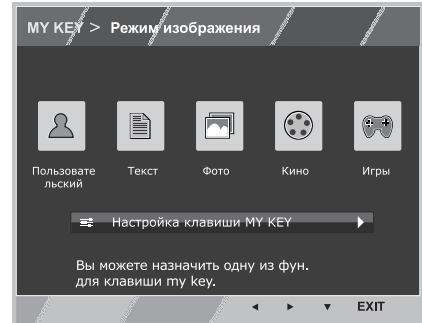 MY KEY > Режим изображения
Пользовате
льский
Текст
Фото
Кино
Игры
Настройка клавиши MY KEY
Вы можете назначить одну из фун.
для клавиши my key.
EXIT